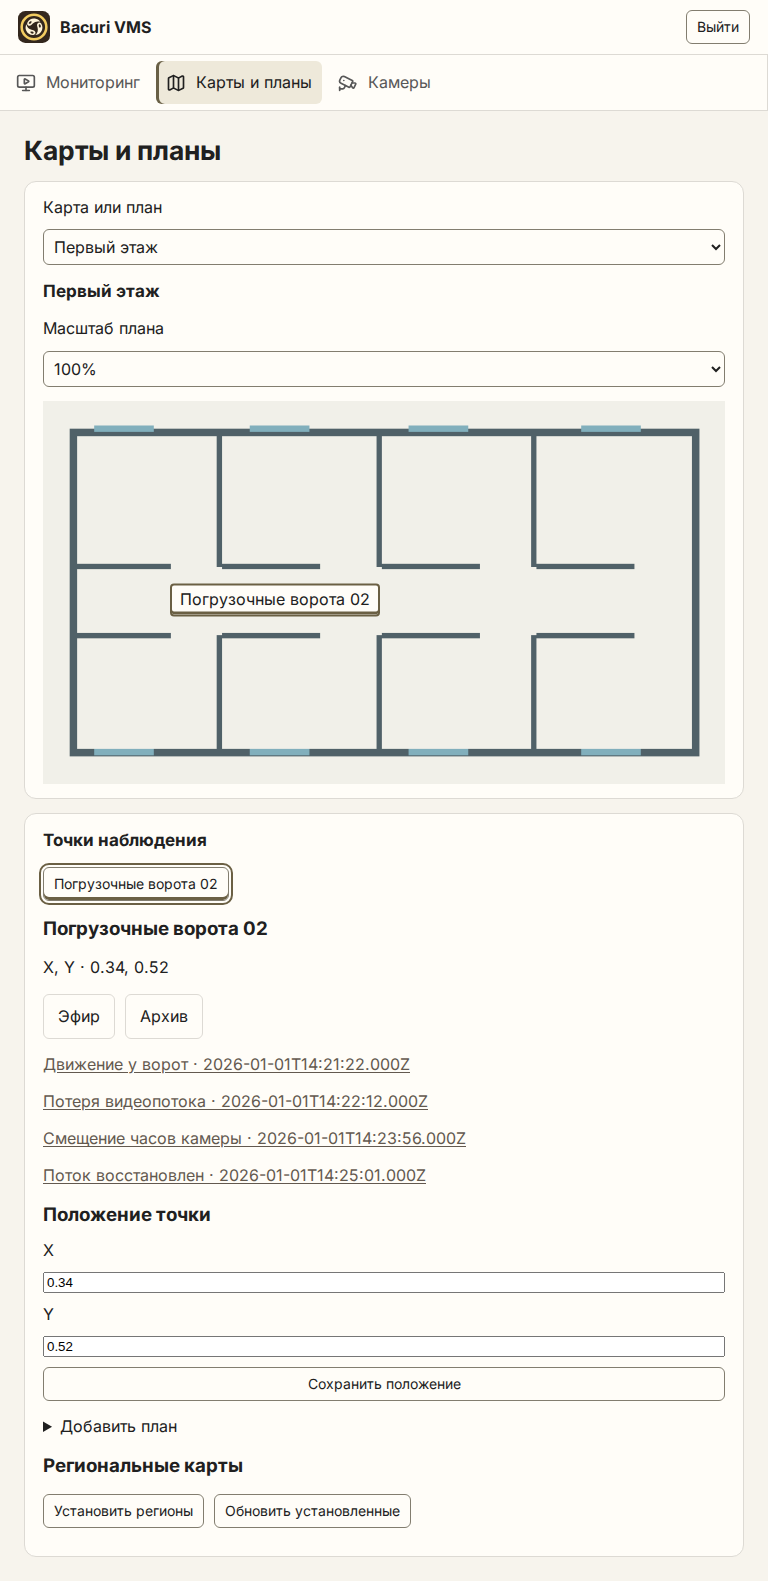 Bacuri VMS
Выйти
Мониторинг
Карты и планы
Камеры
Карты и планы
Карта или план
Первый этаж
Первый этаж
Масштаб плана
100%
Погрузочные ворота 02
Точки наблюдения
Погрузочные ворота 02
Погрузочные ворота 02
X, Y · 0.34, 0.52
Эфир
Архив
Движение у ворот · 2026-01-01T14:21:22.000Z
Потеря видеопотока · 2026-01-01T14:22:12.000Z
Смещение часов камеры · 2026-01-01T14:23:56.000Z
Поток восстановлен · 2026-01-01T14:25:01.000Z
Положение точки
X
0.34
Y
0.52
Сохранить положение
Добавить план
Региональные карты
Установить регионы
Обновить установленные